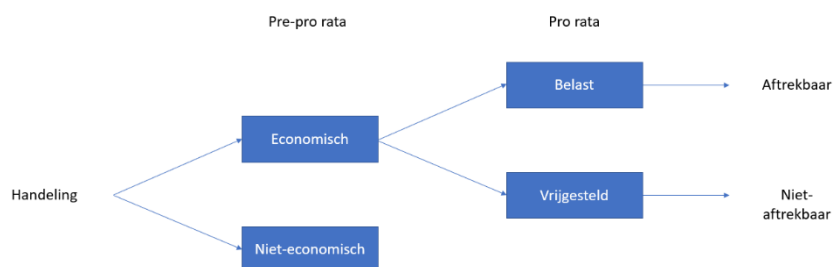 Pre-pro rata
Pro rata
Belast
Aftrekbaar
Economisch
Handeling
Vrijgesteld
Niet-
aftrekbaar
Niet-economisch